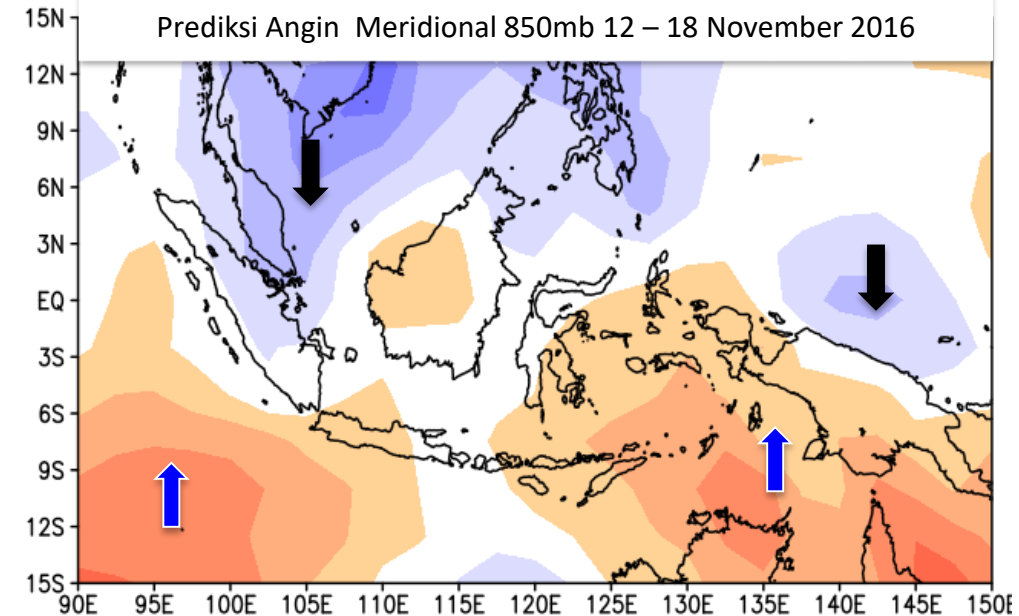 15N
Prediksi Angin  Meridional 850mb 12 – 18 November 2016
12N
9N
6N
3N
EQ
3S
6S
9S
12S
15S
90E 95E 100E 105E 110E 115E 120E 125E 130E 135E 140E 145E 150E